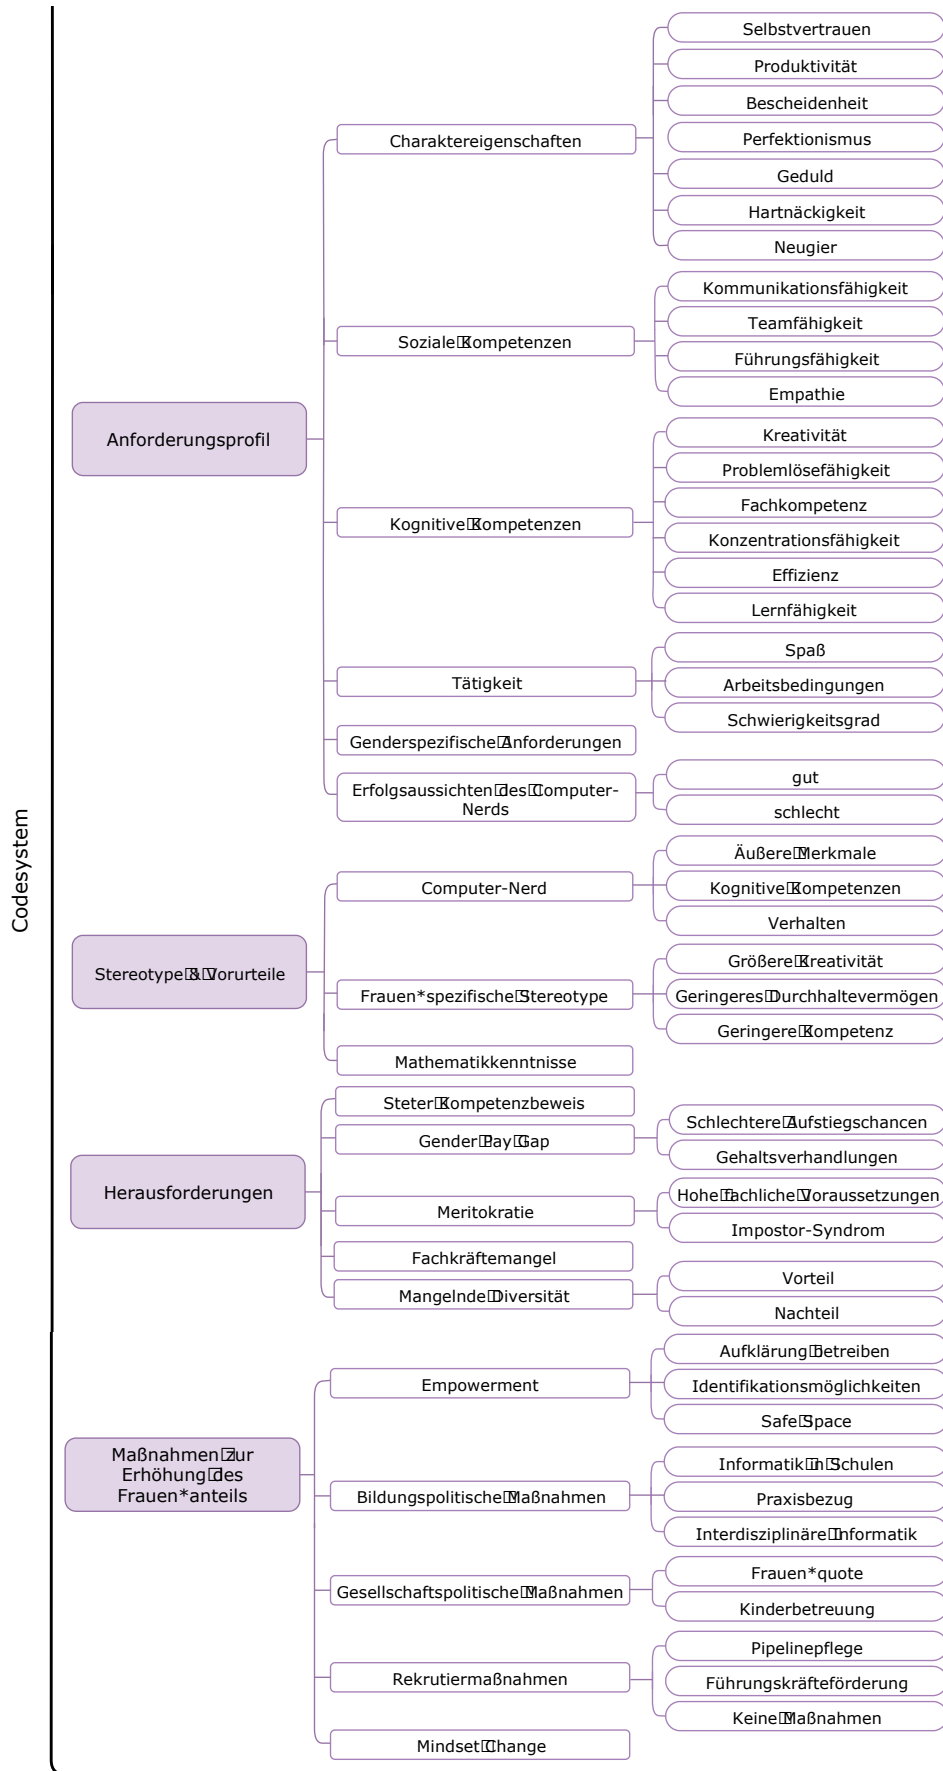 Codesystem
Anforderungsprofil
Charaktereigenschaften
Selbstvertrauen
Produktivität
Bescheidenheit
Perfektionismus
Geduld
Hartnäckigkeit
Neugier
Soziale Kompetenzen
Kommunikationsfähigkeit
Teamfähigkeit
Führungsfähigkeit
Empathie
Kognitive Kompetenzen
Kreativität
Problemlösefähigkeit
Fachkompetenz
Konzentrationsfähigkeit
Effizienz
Lernfähigkeit
Tätigkeit
Spaß
Arbeitsbedingungen
Schwierigkeitsgrad
Genderspezifische Anforderungen
Erfolgsaussichten des Computer-
Nerds
gut
schlecht
Stereotype & Vorurteile
Computer-Nerd
Äußere Merkmale
Kognitive Kompetenzen
Verhalten
Frauen*spezifische Stereotype
Größere Kreativität
Geringeres Durchhaltevermögen
Geringere Kompetenz
Mathematikkenntnisse
Herausforderungen
Steter Kompetenzbeweis
Gender Pay Gap
Schlechtere Aufstiegschancen
Gehaltsverhandlungen
Meritokratie
Hohe fachliche Voraussetzungen
Impostor-Syndrom
Fachkräftemangel
Mangelnde Diversität
Vorteil
Nachteil
Maßnahmen zur
Erhöhung des
Frauen*anteils
Empowerment
Aufklärung betreiben
Identifikationsmöglichkeiten
Safe Space
Bildungspolitische Maßnahmen
Informatik in Schulen
Praxisbezug
Interdisziplinäre Informatik
Gesellschaftspolitische Maßnahmen
Frauen*quote
Kinderbetreuung
Rekrutiermaßnahmen
Pipelinepflege
Führungskräfteförderung
Keine Maßnahmen
Mindset Change